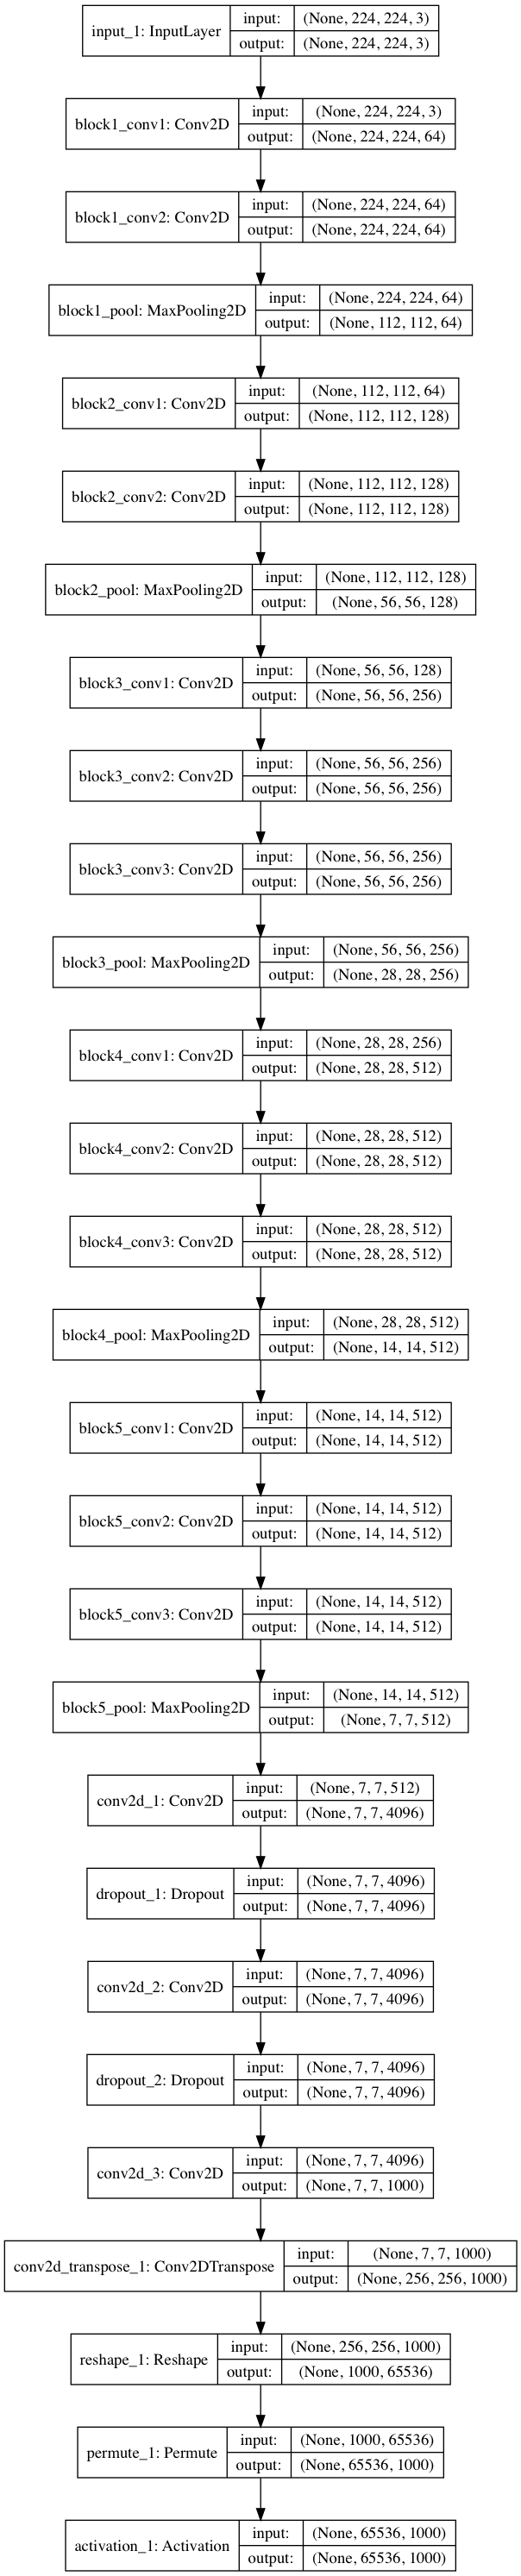 input_1: InputLayer
input: (None, 224, 224, 3)
output: (None, 224, 224, 3)
block1_conv1: Conv2D
input: (None, 224, 224, 3)
output: (None, 224, 224, 64)
block1_conv2: Conv2D
input: (None, 224, 224, 64)
output: (None, 224, 224, 64)
block1_pool: MaxPooling2D
input: (None, 224, 224, 64)
output: (None, 112, 112, 64)
block2_conv1: Conv2D
input: (None, 112, 112, 64)
output: (None, 112, 112, 128)
block2_conv2: Conv2D
input: (None, 112, 112, 128)
output: (None, 112, 112, 128)
block2_pool: MaxPooling2D
input: (None, 112, 112, 128)
output: (None, 56, 56, 128)
block3_conv1: Conv2D
input: (None, 56, 56, 128)
output: (None, 56, 56, 256)
block3_conv2: Conv2D
input: (None, 56, 56, 256)
output: (None, 56, 56, 256)
block3_conv3: Conv2D
input: (None, 56, 56, 256)
output: (None, 56, 56, 256)
block3_pool: MaxPooling2D
input: (None, 56, 56, 256)
output: (None, 28, 28, 256)
block4_conv1: Conv2D
input: (None, 28, 28, 256)
output: (None, 28, 28, 512)
block4_conv2: Conv2D
input: (None, 28, 28, 512)
output: (None, 28, 28, 512)
block4_conv3: Conv2D
input: (None, 28, 28, 512)
output: (None, 28, 28, 512)
block4_pool: MaxPooling2D
input: (None, 28, 28, 512)
output: (None, 14, 14, 512)
block5_conv1: Conv2D
input: (None, 14, 14, 512)
output: (None, 14, 14, 512)
block5_conv2: Conv2D
input: (None, 14, 14, 512)
output: (None, 14, 14, 512)
block5_conv3: Conv2D
input: (None, 14, 14, 512)
output: (None, 14, 14, 512)
block5_pool: MaxPooling2D
input: (None, 14, 14, 512)
output: (None, 7, 7, 512)
conv2d_1: Conv2D
input: (None, 7, 7, 512)
output: (None, 7, 7, 4096)
dropout_1: Dropout
input: (None, 7, 7, 4096)
output: (None, 7, 7, 4096)
conv2d_2: Conv2D
input: (None, 7, 7, 4096)
output: (None, 7, 7, 4096)
dropout_2: Dropout
input: (None, 7, 7, 4096)
output: (None, 7, 7, 4096)
conv2d_3: Conv2D
input: (None, 7, 7, 4096)
output: (None, 7, 7, 1000)
conv2d_transpose_1: Conv2DTranspose
input: (None, 7, 7, 1000)
output: (None, 256, 256, 1000)
reshape_1: Reshape
input: (None, 256, 256, 1000)
output: (None, 1000, 65536)
permute_1: Permute
input: (None, 1000, 65536)
output: (None, 65536, 1000)
activation_1: Activation
input: (None, 65536, 1000)
output: (None, 65536, 1000)